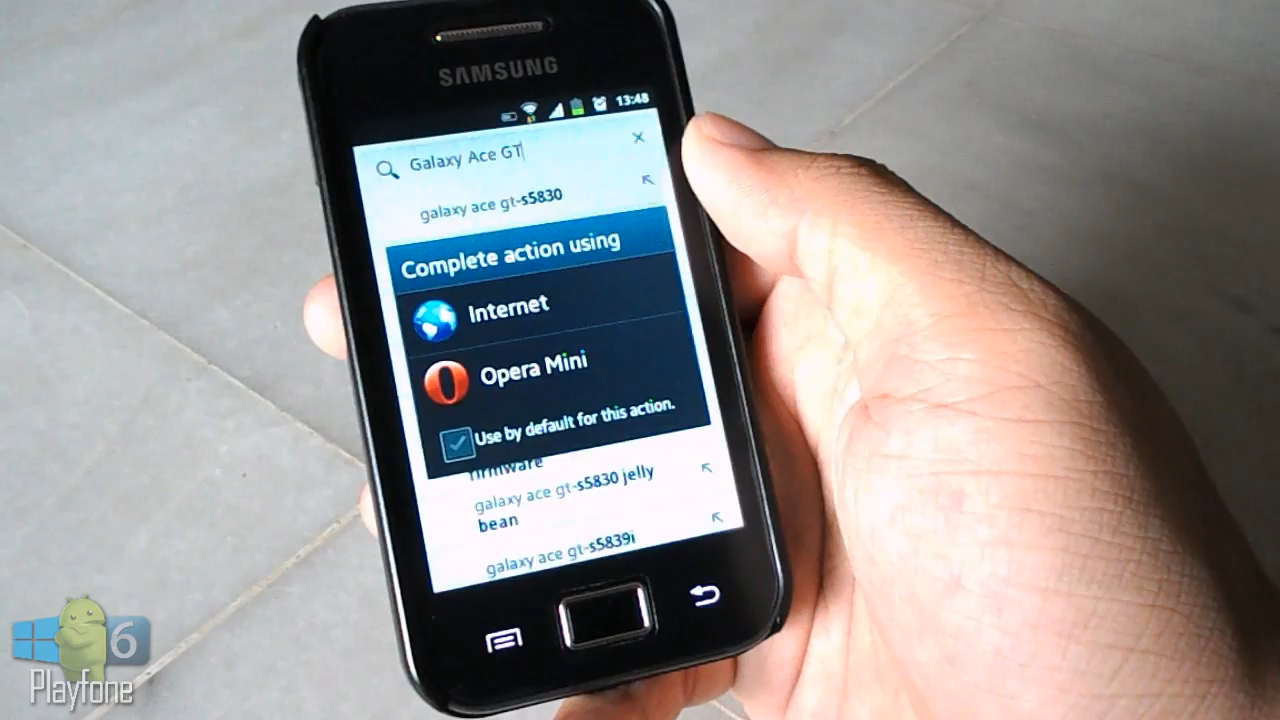 SAMSUNG
13:48
Galaxy Ace GT
galaxy ace gt-s5830
Complete action using
Internet
Opera Mini
Use by default for this action.
firmware
galaxy ace gt-s5830 jelly
bean
galaxy ace gt-s5839i
6
Playfone